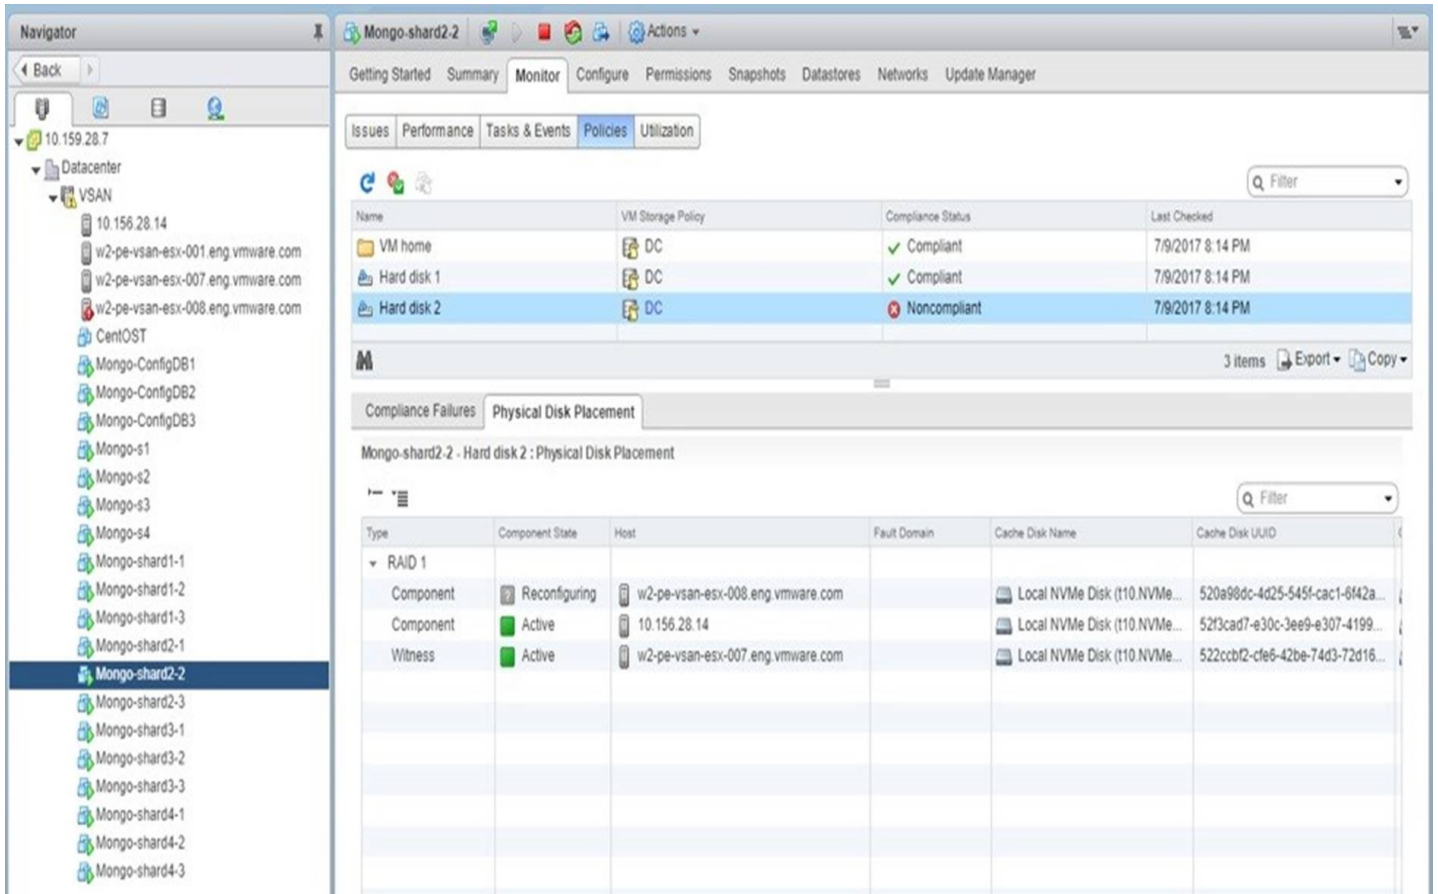 Navigator
Back
10.159.28.7
Datacenter
VSAN
10.156.28.14
w2-pe-vsan-esx-001.eng.vmware.com
w2-pe-vsan-esx-007.eng.vmware.com
w2-pe-vsan-esx-008.eng.vmware.com
CentOST
Mongo-ConfigDB1
Mongo-ConfigDB2
Mongo-ConfigDB3
Mongo-s1
Mongo-s2
Mongo-s3
Mongo-s4
Mongo-shard1-1
Mongo-shard1-2
Mongo-shard1-3
Mongo-shard2-1
Mongo-shard2-2
Mongo-shard2-3
Mongo-shard3-1
Mongo-shard3-2
Mongo-shard3-3
Mongo-shard4-1
Mongo-shard4-2
Mongo-shard4-3
Mongo-shard2-2 Actions
Getting Started Summary Monitor Configure Permissions Snapshots Datastores Networks Update Manager
Issues Performance Tasks & Events Policies Utilization
Filter
Name VM Storage Policy Compliance Status Last Checked
VM home DC Compliant 7/9/2017 8:14 PM
Hard disk 1 DC Compliant 7/9/2017 8:14 PM
Hard disk 2 DC Noncompliant 7/9/2017 8:14 PM
3 items Export Copy
Compliance Failures Physical Disk Placement
Mongo-shard2-2 - Hard disk 2 : Physical Disk Placement
Filter
Type Component State Host Fault Domain Cache Disk Name Cache Disk UUID
RAID 1
Component Reconfiguring w2-pe-vsan-esx-008.eng.vmware.com Local NVMe Disk (t10.NVMe... 520a98dc-4d25-545f-cac1-6f42a...
Component Active 10.156.28.14 Local NVMe Disk (t10.NVMe... 52f3cad7-e30c-3ee9-e307-4199...
Witness Active w2-pe-vsan-esx-007.eng.vmware.com Local NVMe Disk (t10.NVMe... 522ccbf2-cfe6-42be-74d3-72d16...